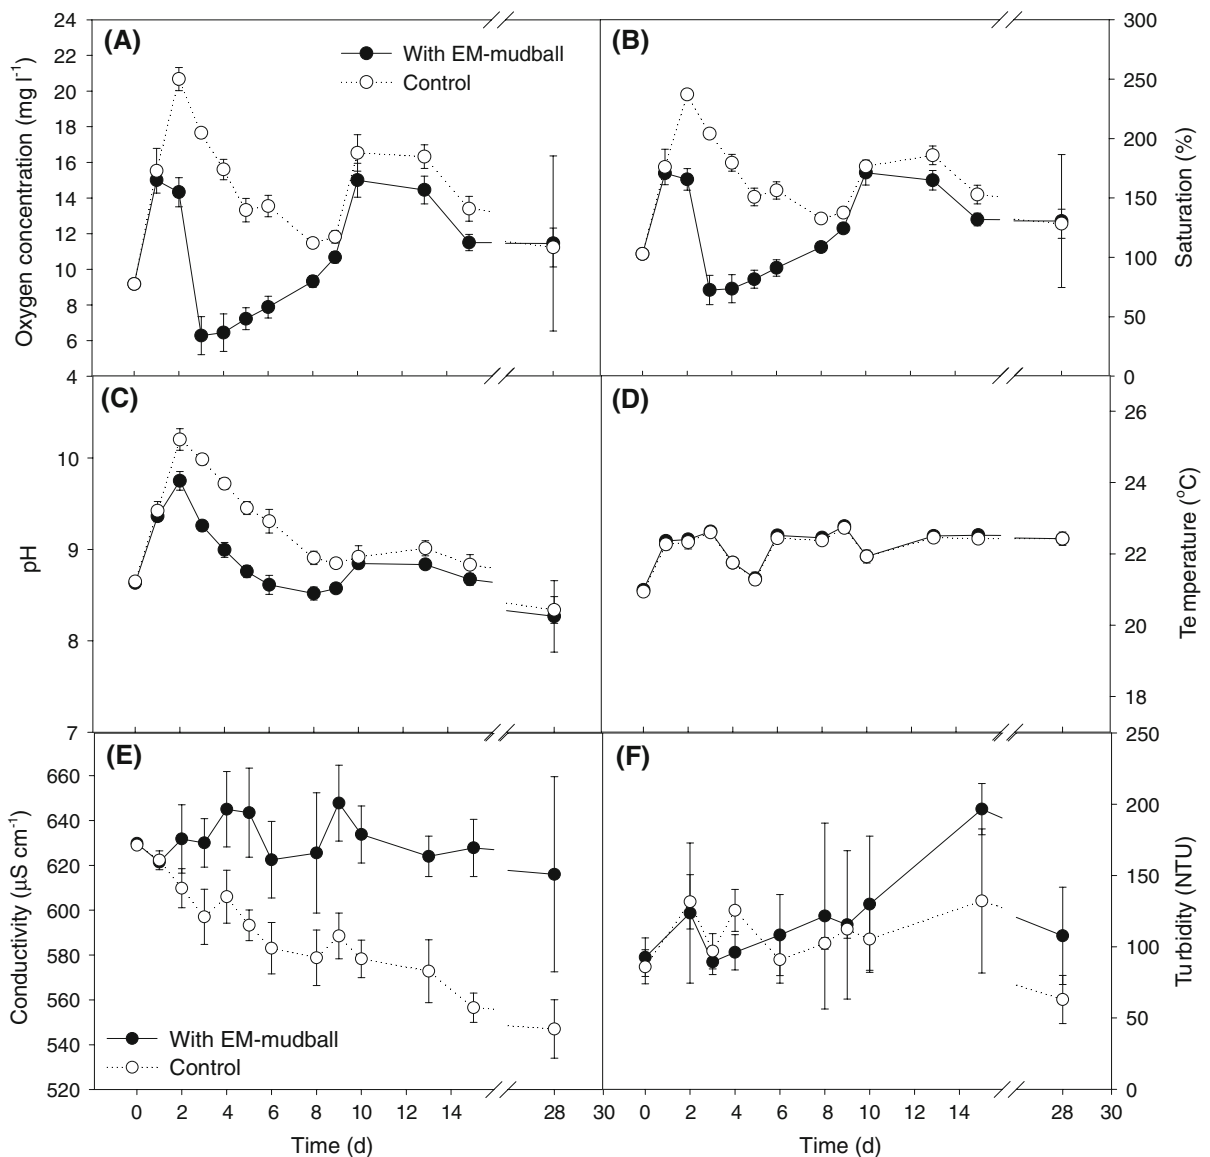 (A)
With EM-mudball
Control
24
22
20
18
16
14
12
10
8
6
4
Oxygen concentration (mg l⁻¹)
(B)
300
250
200
150
100
50
0
Saturation (%)
(C)
10
9
8
7
pH
(D)
26
24
22
20
18
Temperature (°C)
(E)
660
640
620
600
580
560
540
520
Conductivity (µS cm⁻¹)
With EM-mudball
Control
0 2 4 6 8 10 12 14 28 30
Time (d)
(F)
250
200
150
100
50
0
Turbidity (NTU)
0 2 4 6 8 10 12 14 28 30
Time (d)